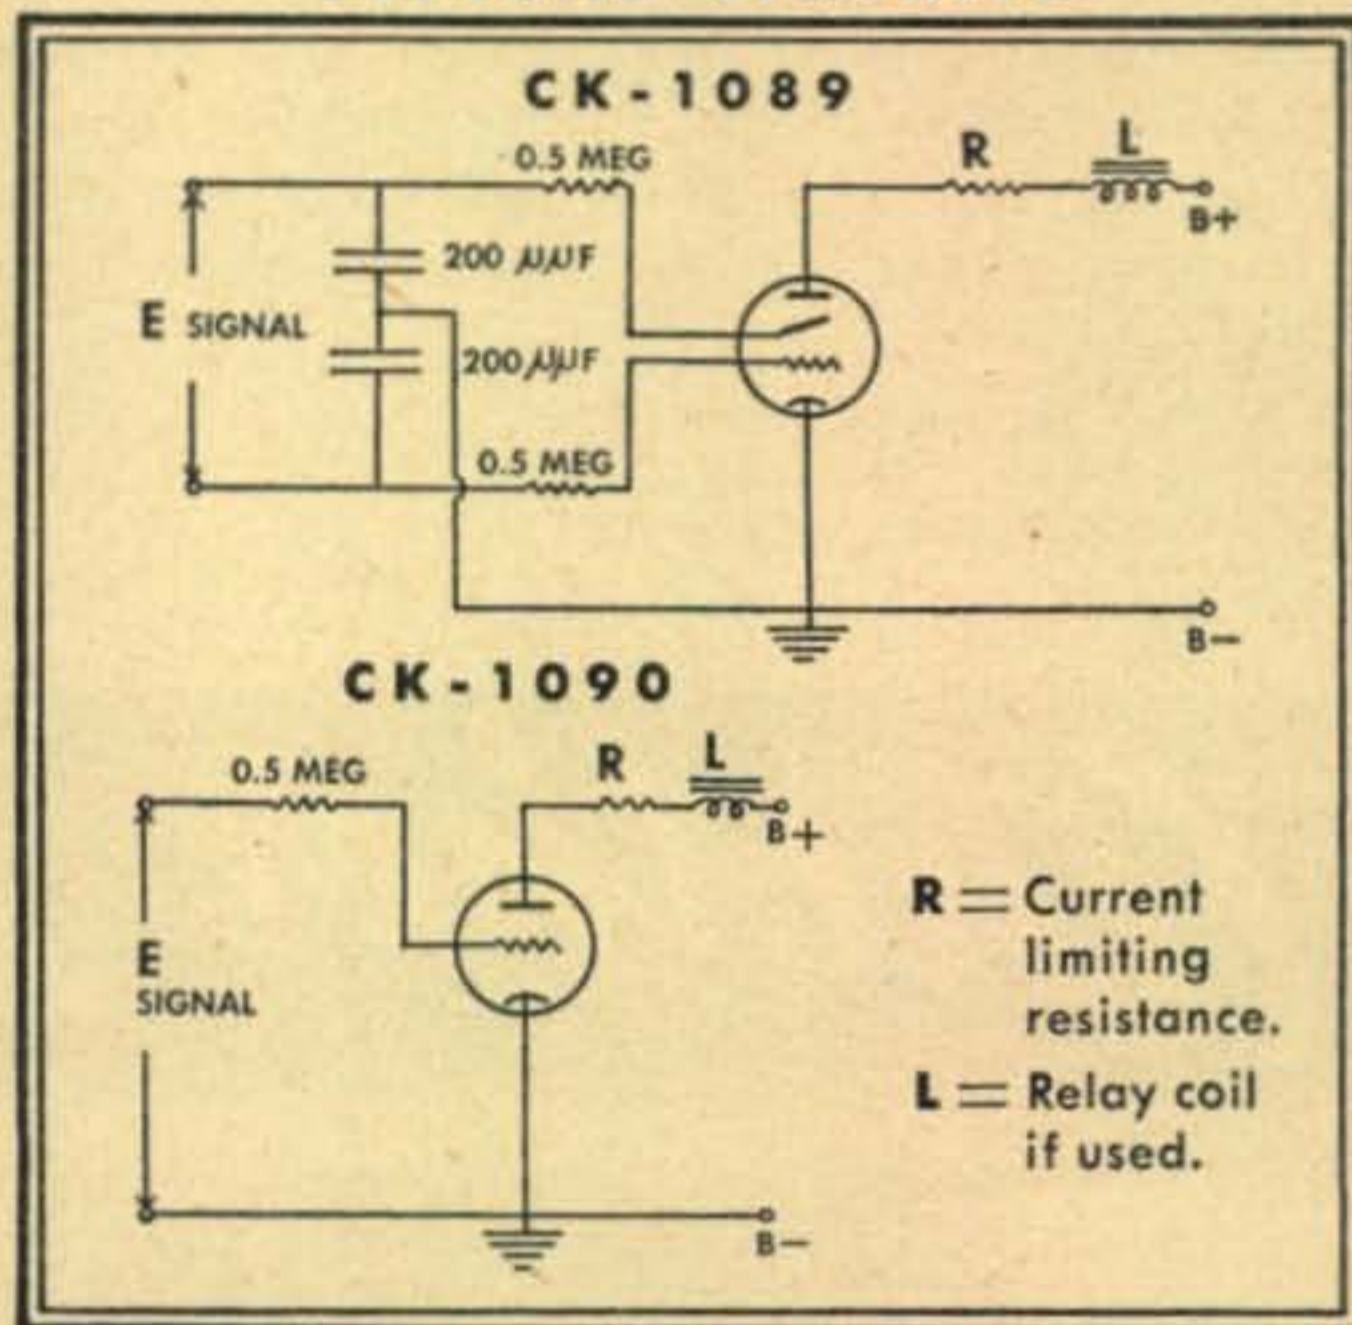 CK-1089
0.5 MEG
R
L
B+
200 μμF
E SIGNAL
200 μμF
0.5 MEG
B−
CK-1090
0.5 MEG
R
L
B+
E
SIGNAL
B−
R = Current
limiting
resistance.
L = Relay coil
if used.